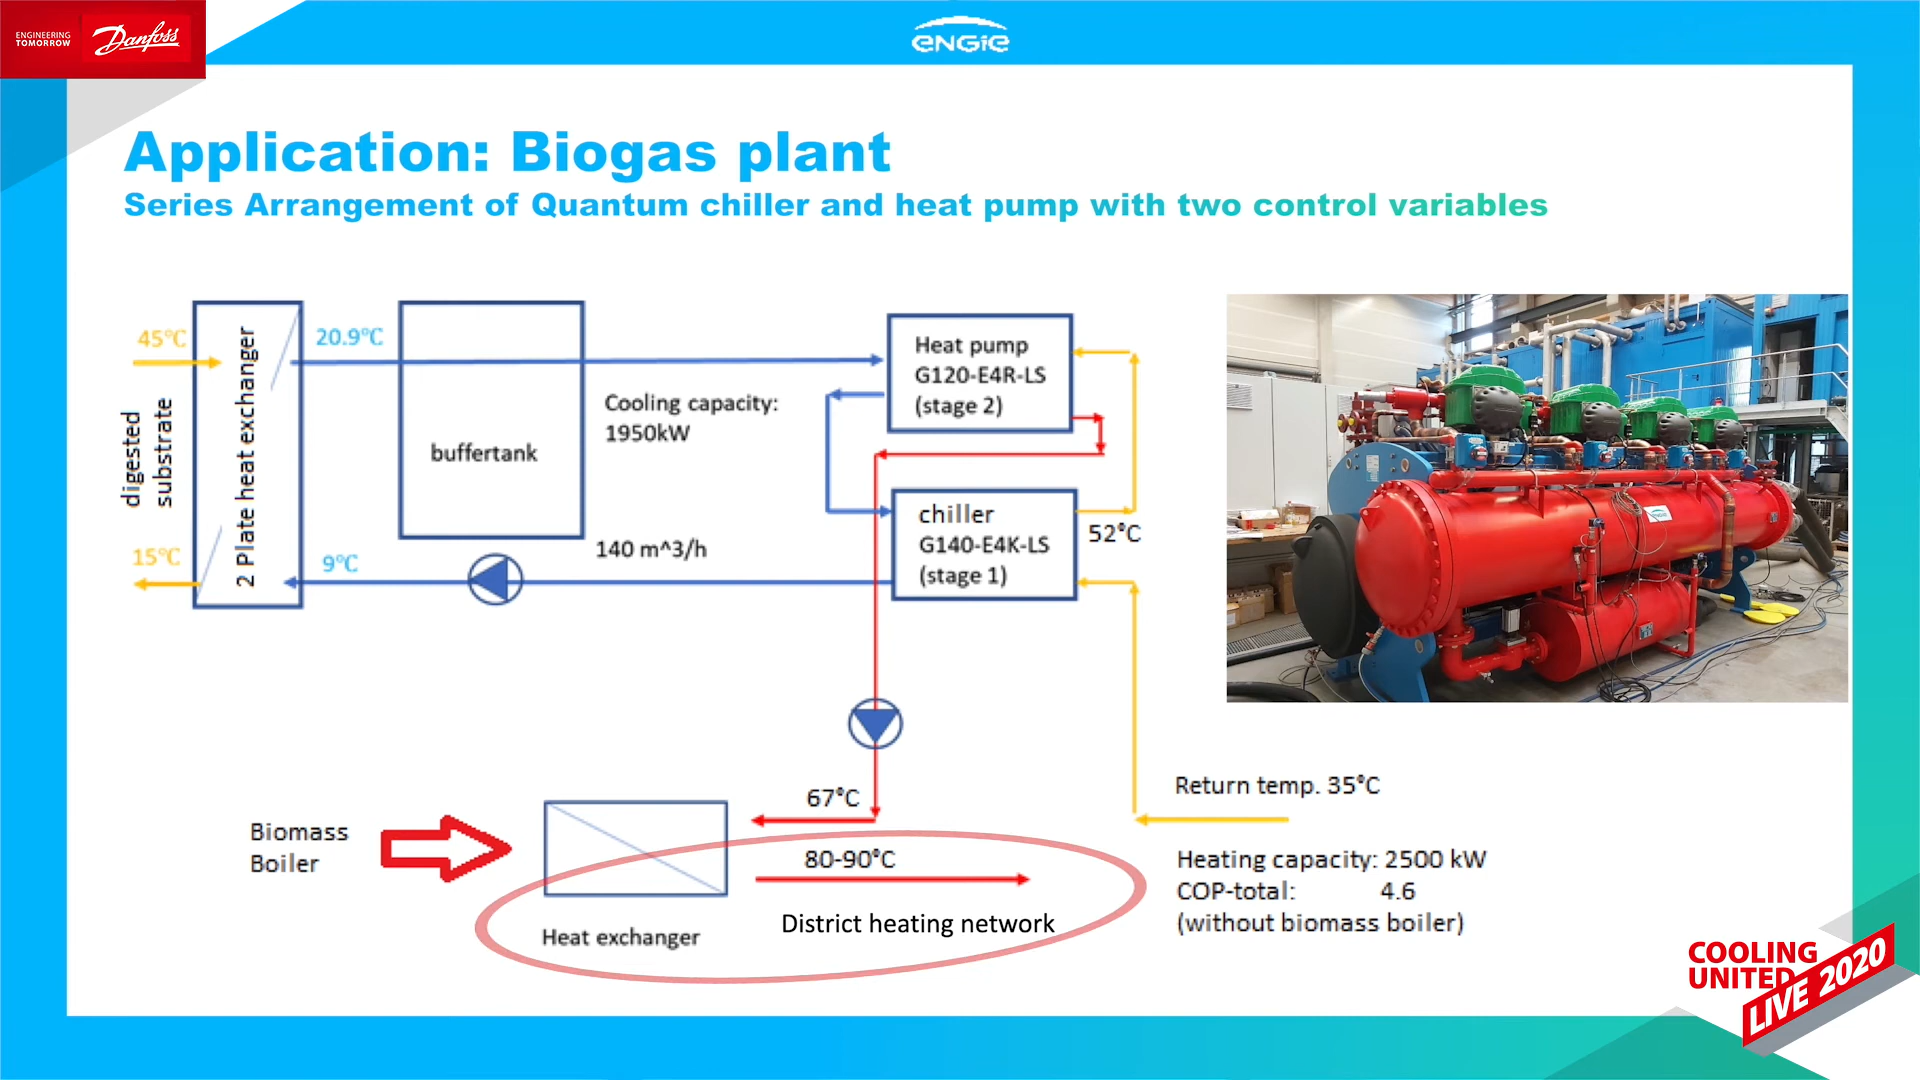 ENGINEERING
TOMORROW
Danfoss
ENGIE
Application: Biogas plant
Series Arrangement of Quantum chiller and heat pump with two control variables
45°C
digested
substrate
15°C
2 Plate heat exchanger
20.9°C
9°C
buffertank
Cooling capacity:
1950kW
140 m^3/h
Heat pump
G120-E4R-LS
(stage 2)
chiller
G140-E4K-LS
(stage 1)
52°C
67°C
80-90°C
Biomass
Boiler
Heat exchanger
District heating network
Return temp. 35°C
Heating capacity: 2500 kW
COP-total: 4.6
(without biomass boiler)
COOLING
UNITED
LIVE 2020